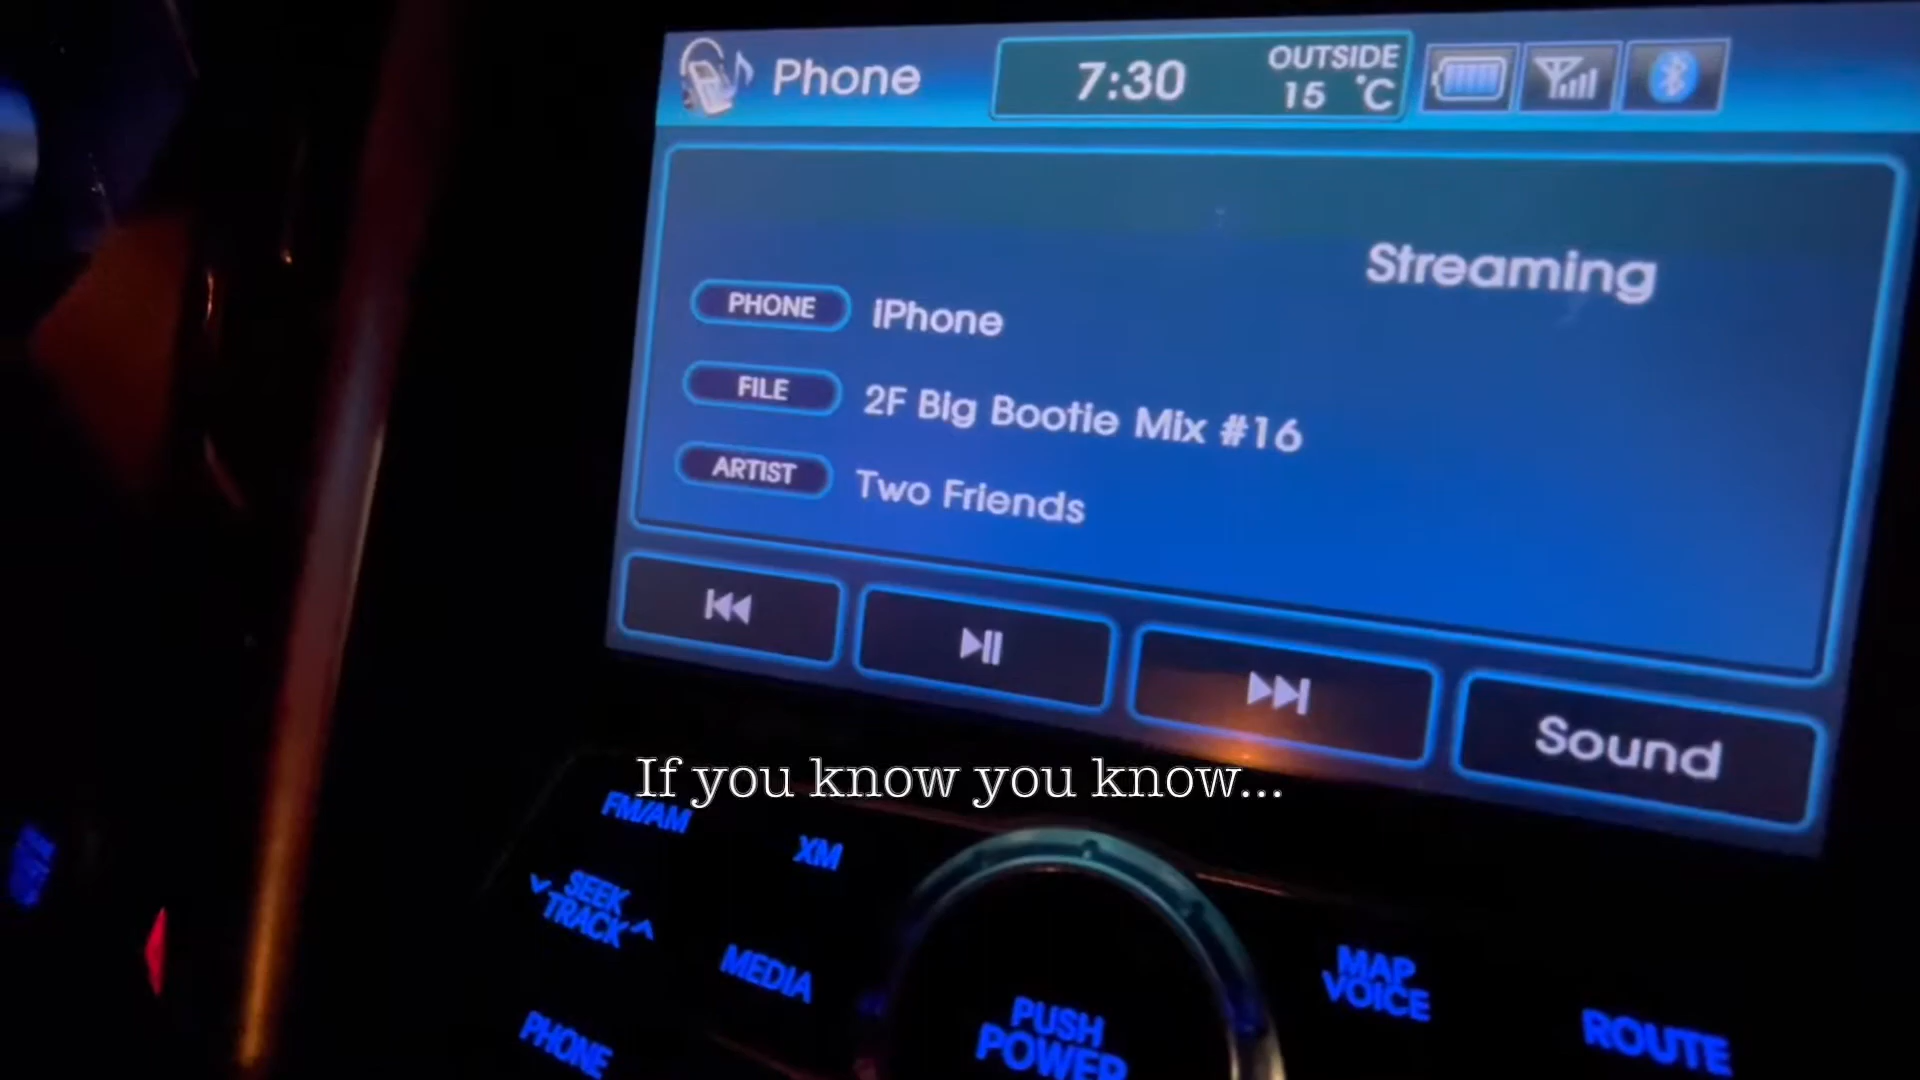 Phone
7:30
OUTSIDE
15 °C
Streaming
PHONE iPhone
FILE 2F Big Bootie Mix #16
ARTIST Two Friends
Sound
If you know you know...
FM/AM
XM
SEEK
TRACK
MEDIA
PHONE
PUSH
POWER
MAP
VOICE
ROUTE